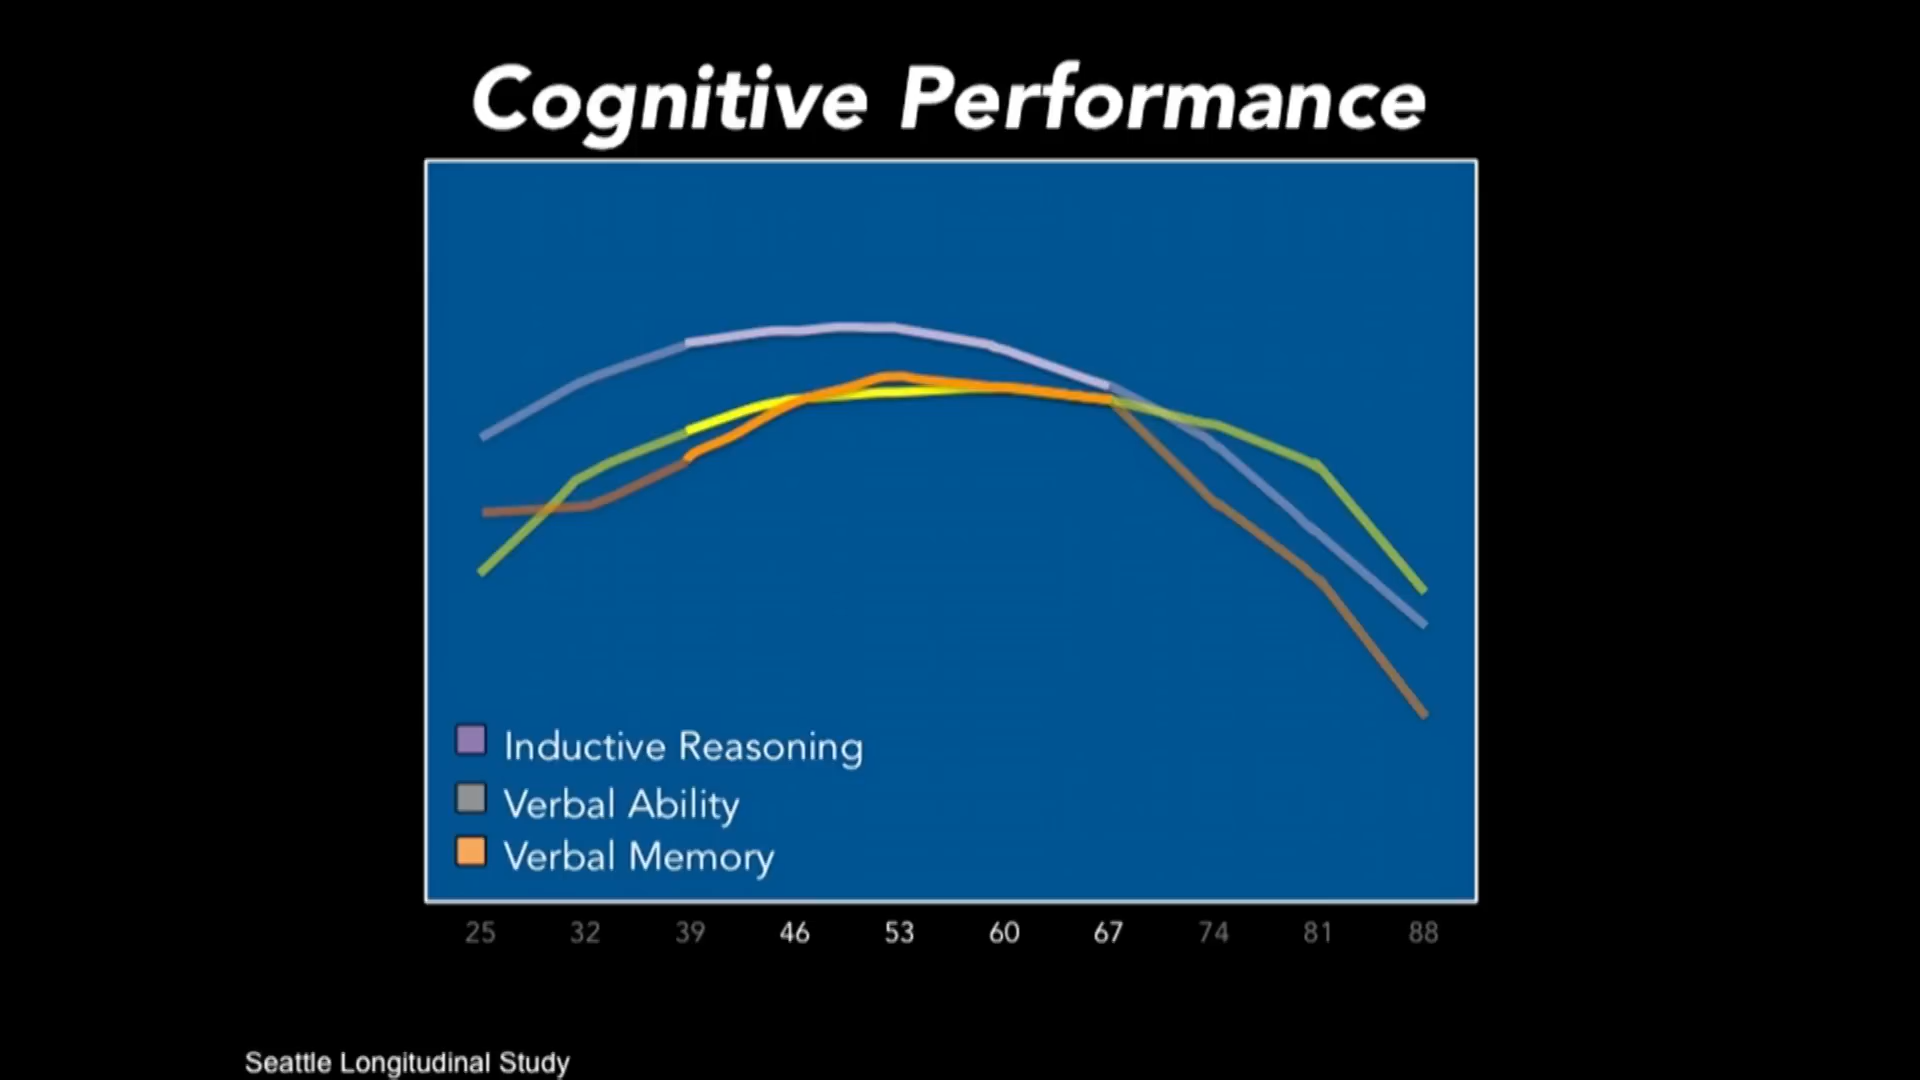 Cognitive Performance
Inductive Reasoning
Verbal Ability
Verbal Memory
25 32 39 46 53 60 67 74 81 88
Seattle Longitudinal Study